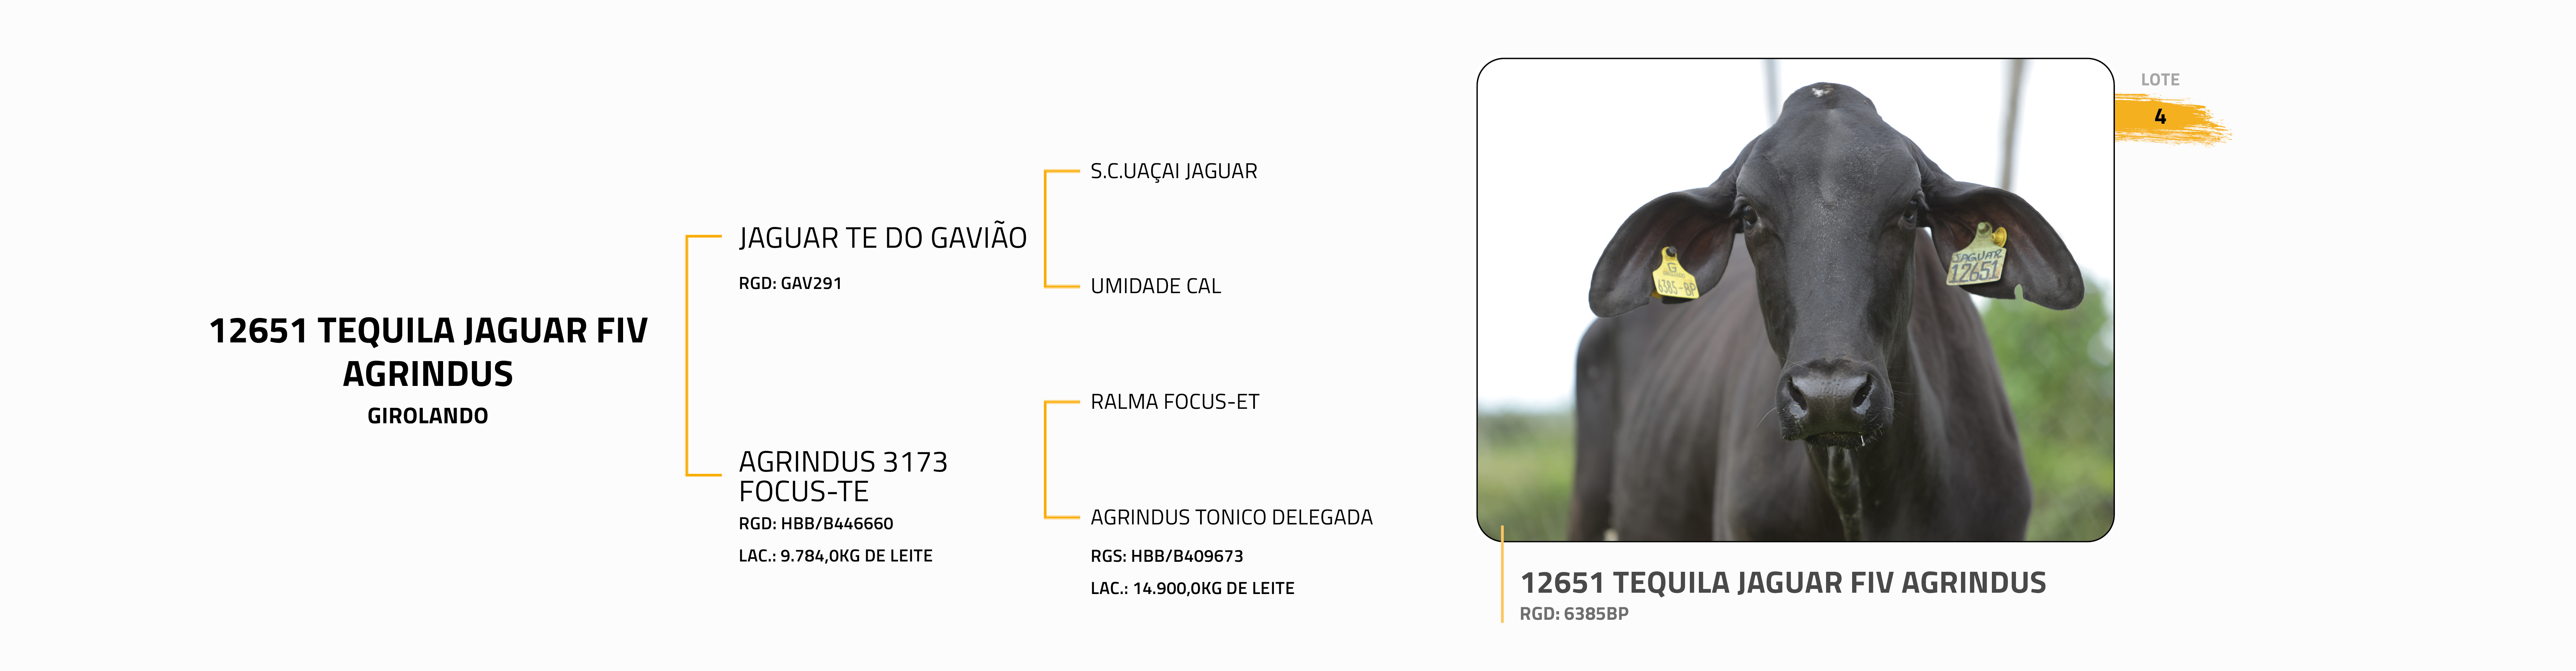 12651 TEQUILA JAGUAR FIV
AGRINDUS
GIROLANDO
JAGUAR TE DO GAVIÃO
RGD: GAV291
AGRINDUS 3173
FOCUS-TE
RGD: HBB/B446660
LAC.: 9.784,0KG DE LEITE
S.C.UAÇAI JAGUAR
UMIDADE CAL
RALMA FOCUS-ET
AGRINDUS TONICO DELEGADA
RGS: HBB/B409673
LAC.: 14.900,0KG DE LEITE
G
6385-BP
JAGUAR
12651
LOTE
4
12651 TEQUILA JAGUAR FIV AGRINDUS
RGD: 6385BP